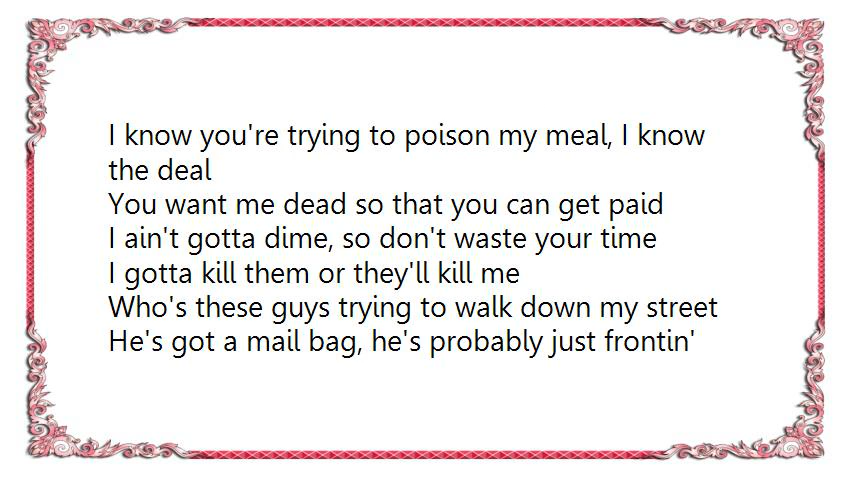 I know you're trying to poison my meal, I know
the deal
You want me dead so that you can get paid
I ain't gotta dime, so don't waste your time
I gotta kill them or they'll kill me
Who's these guys trying to walk down my street
He's got a mail bag, he's probably just frontin'